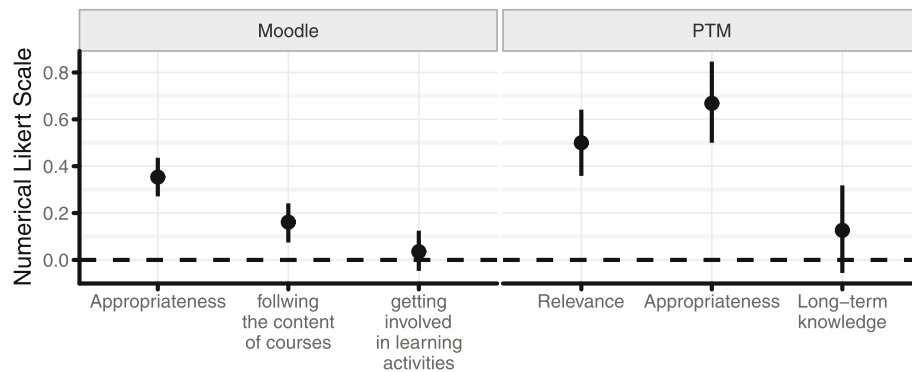 Moodle
PTM
Numerical Likert Scale
0.8
0.6
0.4
0.2
0.0
Appropriateness
follwing
the content
of courses
getting
involved
in learning
activities
Relevance
Appropriateness
Long–term
knowledge